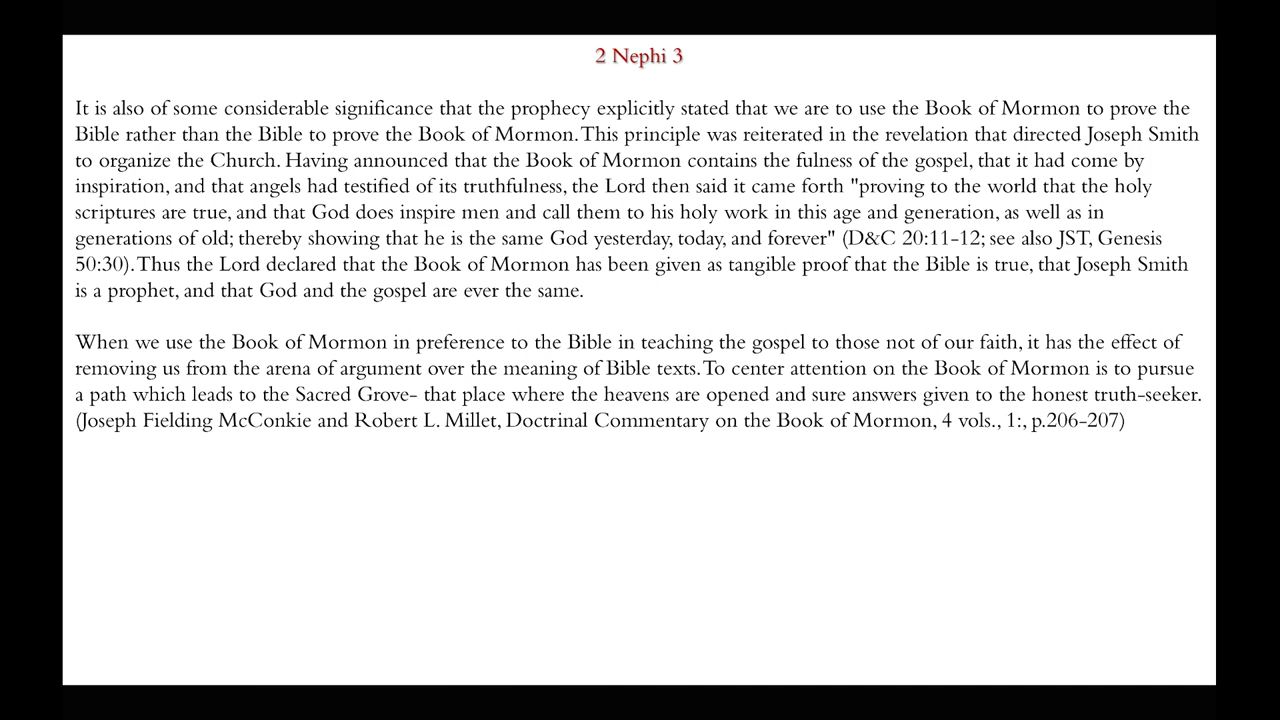 2 Nephi 3
It is also of some considerable significance that the prophecy explicitly stated that we are to use the Book of Mormon to prove the
Bible rather than the Bible to prove the Book of Mormon. This principle was reiterated in the revelation that directed Joseph Smith
to organize the Church. Having announced that the Book of Mormon contains the fulness of the gospel, that it had come by
inspiration, and that angels had testified of its truthfulness, the Lord then said it came forth "proving to the world that the holy
scriptures are true, and that God does inspire men and call them to his holy work in this age and generation, as well as in
generations of old; thereby showing that he is the same God yesterday, today, and forever" (D&C 20:11-12; see also JST, Genesis
50:30). Thus the Lord declared that the Book of Mormon has been given as tangible proof that the Bible is true, that Joseph Smith
is a prophet, and that God and the gospel are ever the same.
When we use the Book of Mormon in preference to the Bible in teaching the gospel to those not of our faith, it has the effect of
removing us from the arena of argument over the meaning of Bible texts. To center attention on the Book of Mormon is to pursue
a path which leads to the Sacred Grove- that place where the heavens are opened and sure answers given to the honest truth-seeker.
(Joseph Fielding McConkie and Robert L. Millet, Doctrinal Commentary on the Book of Mormon, 4 vols., 1:, p.206-207)